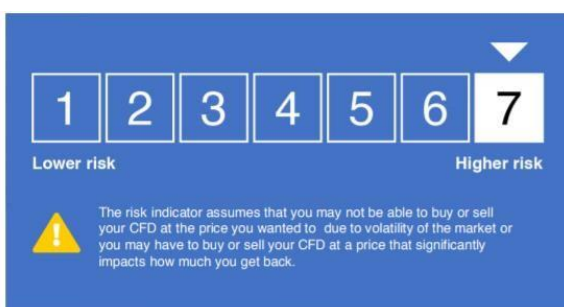 1 2 3 4 5 6 7
Lower risk Higher risk
The risk indicator assumes that you may not be able to buy or sell
your CFD at the price you wanted to due to volatility of the market or
you may have to buy or sell your CFD at a price that significantly
impacts how much you get back.